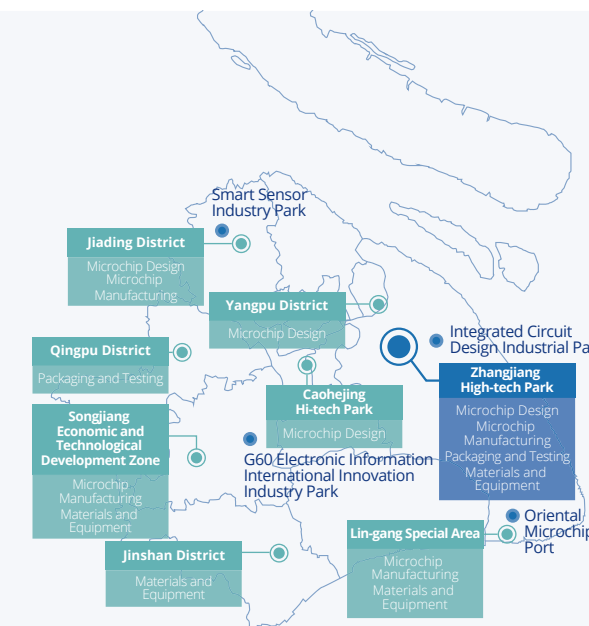 Smart Sensor
Industry Park
Jiading District
Microchip Design
Microchip
Manufacturing
Yangpu District
Microchip Design
Integrated Circuit
Design Industrial Pa
Qingpu District
Packaging and Testing
Zhangjiang
High-tech Park
Microchip Design
Microchip
Manufacturing
Packaging and Testing
Materials and
Equipment
Caohejing
Hi-tech Park
Microchip Design
Songjiang
Economic and
Technological
Development Zone
Microchip
Manufacturing
Materials and
Equipment
G60 Electronic Information
International Innovation
Industry Park
Oriental
Microchip
Port
Lin-gang Special Area
Microchip
Manufacturing
Materials and
Equipment
Jinshan District
Materials and
Equipment